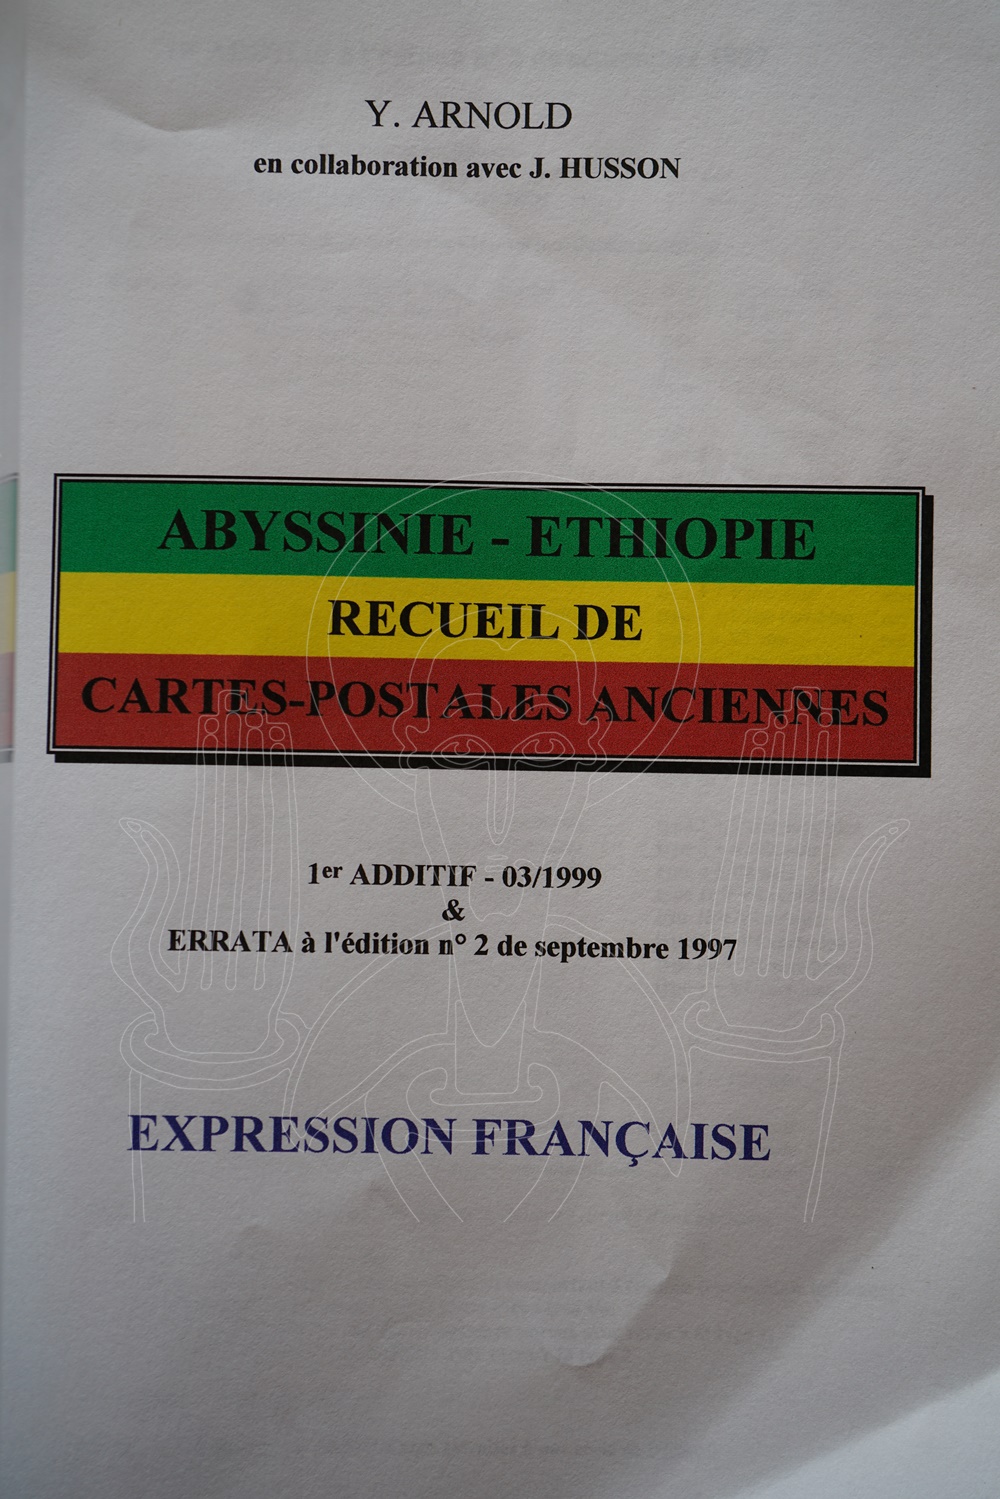 Y. ARNOLD
en collaboration avec J. HUSSON
ABYSSINIE - ETHIOPIE
RECUEIL DE
CARTES-POSTALES ANCIENNES
1er ADDITIF - 03/1999
&
ERRATA à l'édition n° 2 de septembre 1997
EXPRESSION FRANÇAISE